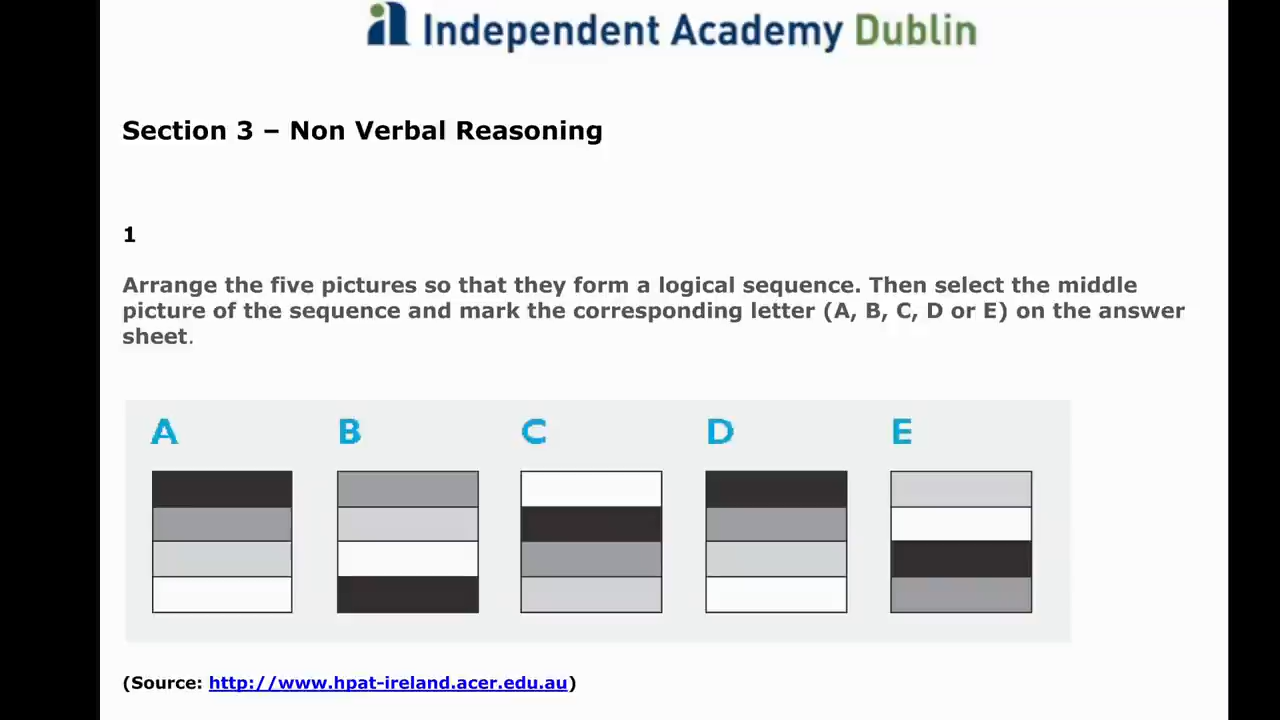 Independent Academy Dublin
Section 3 – Non Verbal Reasoning
1
Arrange the five pictures so that they form a logical sequence. Then select the middle
picture of the sequence and mark the corresponding letter (A, B, C, D or E) on the answer
sheet.
A B C D E
(Source: http://www.hpat-ireland.acer.edu.au)